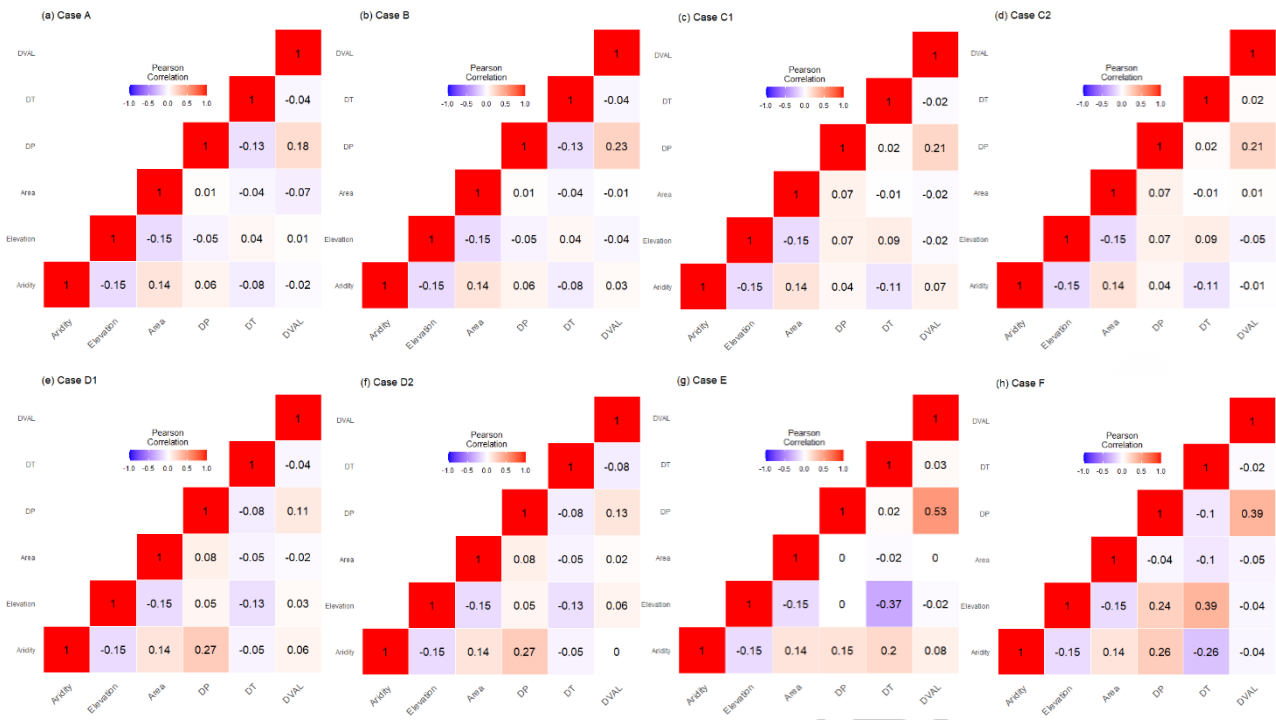 (a) Case A
DVAL 1
Pearson
Correlation
-1.0 -0.5 0.0 0.5 1.0
DT 1 -0.04
DP 1 -0.13 0.18
Area 1 0.01 -0.04 -0.07
Elevation 1 -0.15 -0.05 0.04 0.01
Aridity 1 -0.15 0.14 0.06 -0.08 -0.02
Aridity Elevation Area DP DT DVAL
(b) Case B
DVAL 1
Pearson
Correlation
-1.0 -0.5 0.0 0.5 1.0
DT 1 -0.04
DP 1 -0.13 0.23
Area 1 0.01 -0.04 -0.01
Elevation 1 -0.15 -0.05 0.04 -0.04
Aridity 1 -0.15 0.14 0.06 -0.08 0.03
Aridity Elevation Area DP DT DVAL
(c) Case C1
DVAL 1
Pearson
Correlation
-1.0 -0.5 0.0 0.5 1.0
DT 1 -0.02
DP 1 0.02 0.21
Area 1 0.07 -0.01 -0.02
Elevation 1 -0.15 0.07 0.09 -0.02
Aridity 1 -0.15 0.14 0.04 -0.11 0.07
Aridity Elevation Area DP DT DVAL
(d) Case C2
DVAL 1
Pearson
Correlation
-1.0 -0.5 0.0 0.5 1.0
DT 1 0.02
DP 1 0.02 0.21
Area 1 0.07 -0.01 0.01
Elevation 1 -0.15 0.07 0.09 -0.05
Aridity 1 -0.15 0.14 0.04 -0.11 -0.01
Aridity Elevation Area DP DT DVAL
(e) Case D1
DVAL 1
Pearson
Correlation
-1.0 -0.5 0.0 0.5 1.0
DT 1 -0.04
DP 1 -0.08 0.11
Area 1 0.08 -0.05 -0.02
Elevation 1 -0.15 0.05 -0.13 0.03
Aridity 1 -0.15 0.14 0.27 -0.05 0.06
Aridity Elevation Area DP DT DVAL
(f) Case D2
DVAL 1
Pearson
Correlation
-1.0 -0.5 0.0 0.5 1.0
DT 1 -0.08
DP 1 -0.08 0.13
Area 1 0.08 -0.05 0.02
Elevation 1 -0.15 0.05 -0.13 0.06
Aridity 1 -0.15 0.14 0.27 -0.05 0
Aridity Elevation Area DP DT DVAL
(g) Case E
DVAL 1
Pearson
Correlation
-1.0 -0.5 0.0 0.5 1.0
DT 1 0.03
DP 1 0.02 0.53
Area 1 0 -0.02 0
Elevation 1 -0.15 0 -0.37 -0.02
Aridity 1 -0.15 0.14 0.15 0.2 0.08
Aridity Elevation Area DP DT DVAL
(h) Case F
DVAL 1
Pearson
Correlation
-1.0 -0.5 0.0 0.5 1.0
DT 1 -0.02
DP 1 -0.1 0.39
Area 1 -0.04 -0.1 -0.05
Elevation 1 -0.15 0.24 0.39 -0.04
Aridity 1 -0.15 0.14 0.26 -0.26 -0.04
Aridity Elevation Area DP DT DVAL